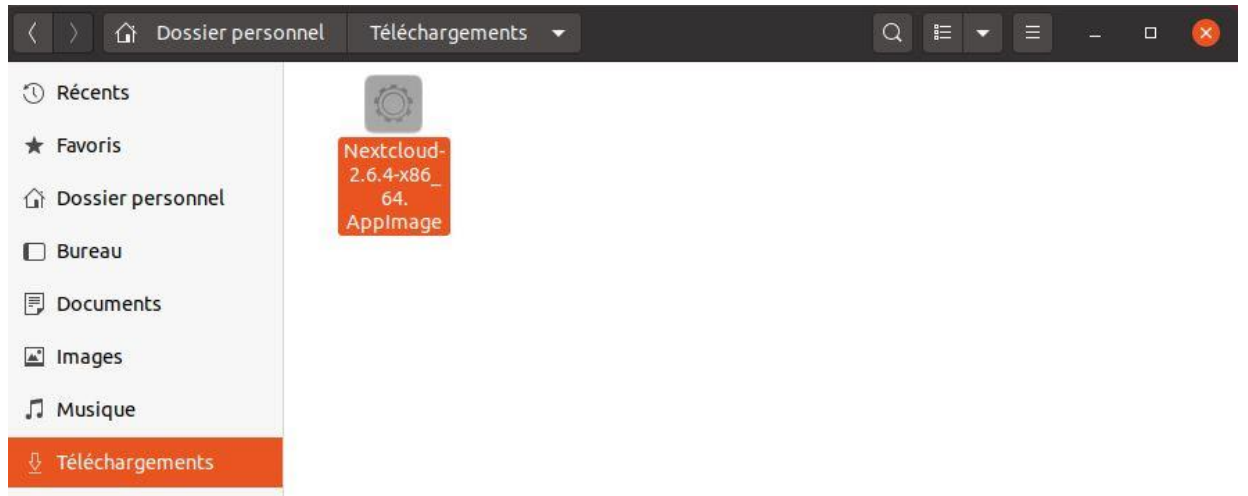 Dossier personnel Téléchargements
Récents
Favoris
Dossier personnel
Bureau
Documents
Images
Musique
Téléchargements
Nextcloud-
2.6.4-x86_
64.
AppImage